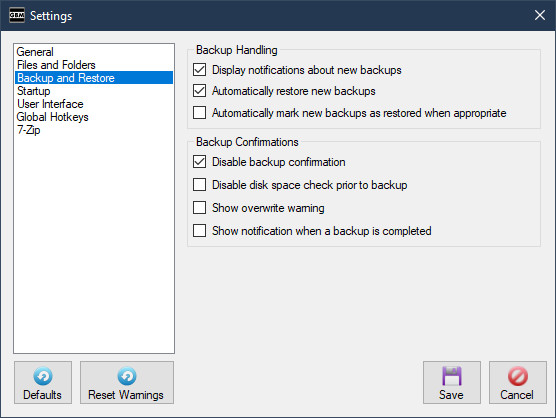 GBM Settings
General
Files and Folders
Backup and Restore
Startup
User Interface
Global Hotkeys
7-Zip
Backup Handling
Display notifications about new backups
Automatically restore new backups
Automatically mark new backups as restored when appropriate
Backup Confirmations
Disable backup confirmation
Disable disk space check prior to backup
Show overwrite warning
Show notification when a backup is completed
Defaults
Reset Warnings
Save
Cancel